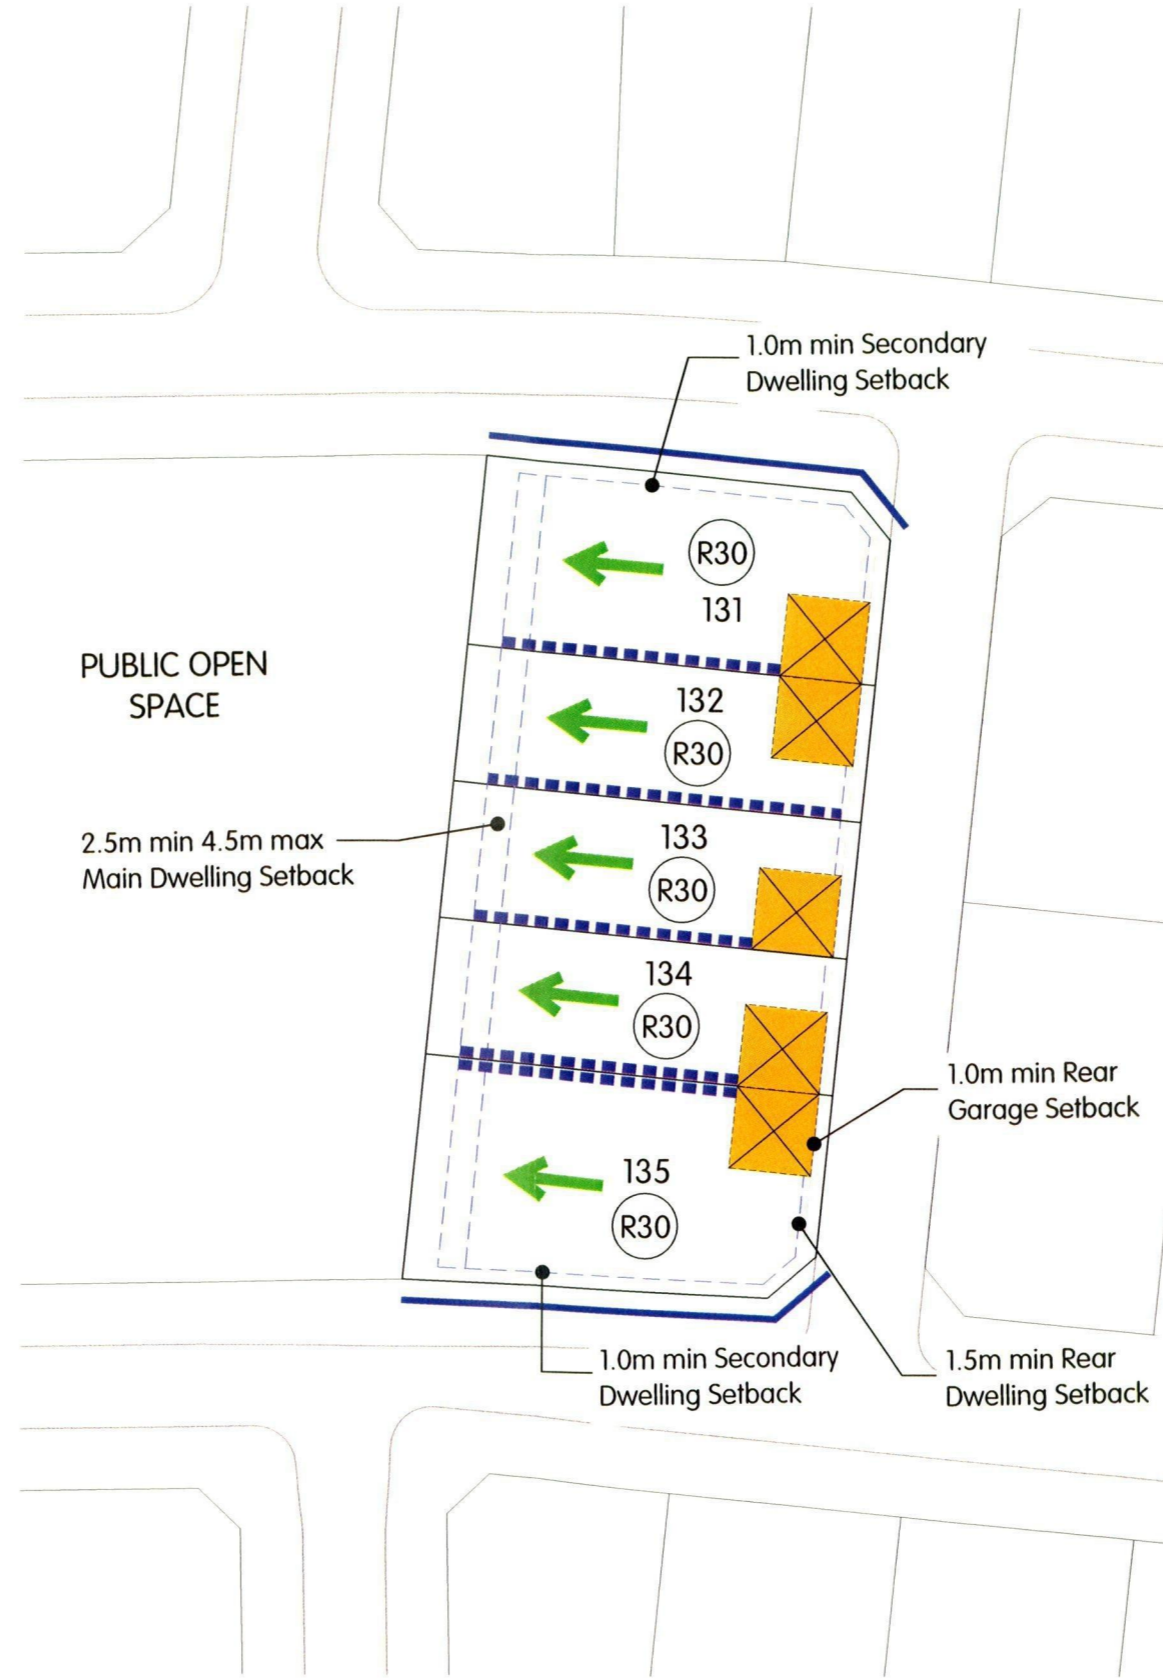 1.0m min Secondary
Dwelling Setback
R30
131
PUBLIC OPEN
SPACE
132
R30
2.5m min 4.5m max
Main Dwelling Setback
133
R30
134
R30
1.0m min Rear
Garage Setback
135
R30
1.0m min Secondary
Dwelling Setback
1.5m min Rear
Dwelling Setback